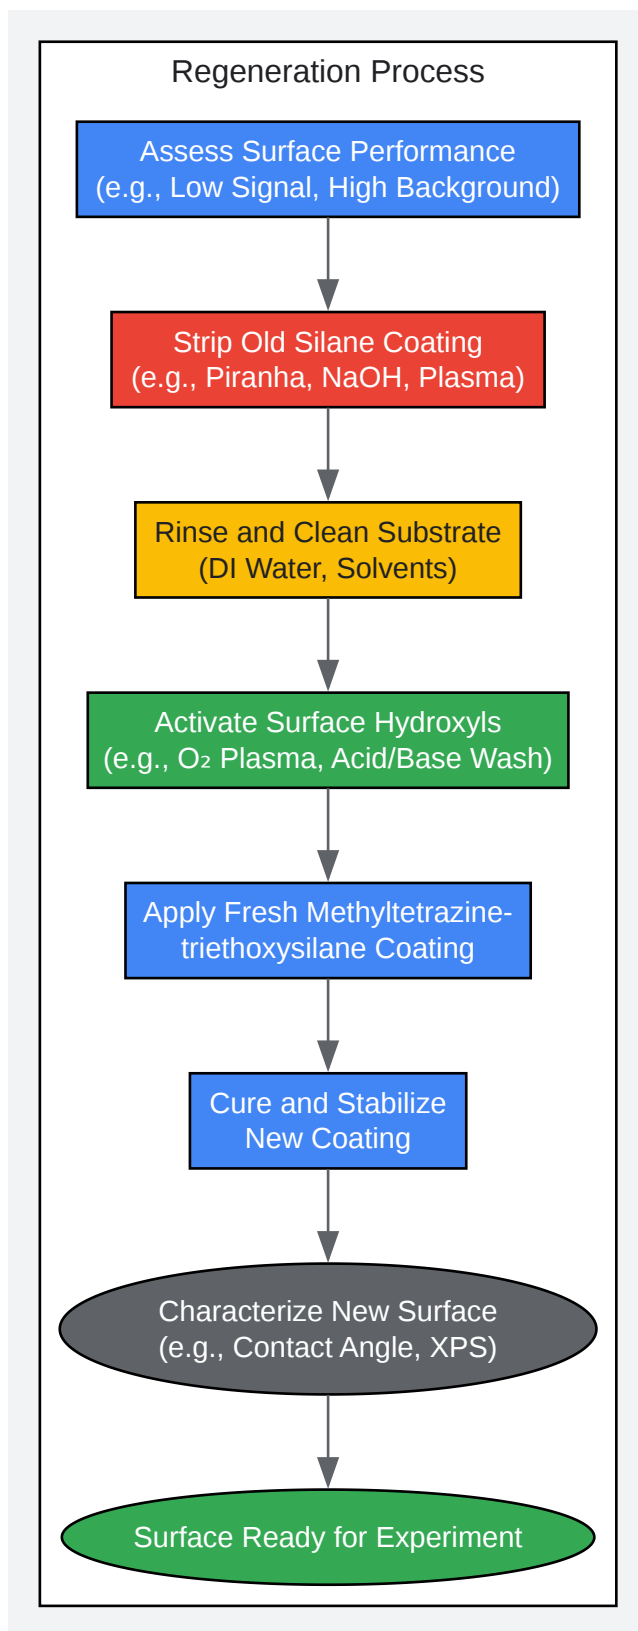 Regeneration Process
Assess Surface Performance
(e.g., Low Signal, High Background)
Strip Old Silane Coating
(e.g., Piranha, NaOH, Plasma)
Rinse and Clean Substrate
(DI Water, Solvents)
Activate Surface Hydroxyls
(e.g., O₂ Plasma, Acid/Base Wash)
Apply Fresh Methyltetrazine-
triethoxysilane Coating
Cure and Stabilize
New Coating
Characterize New Surface
(e.g., Contact Angle, XPS)
Surface Ready for Experiment